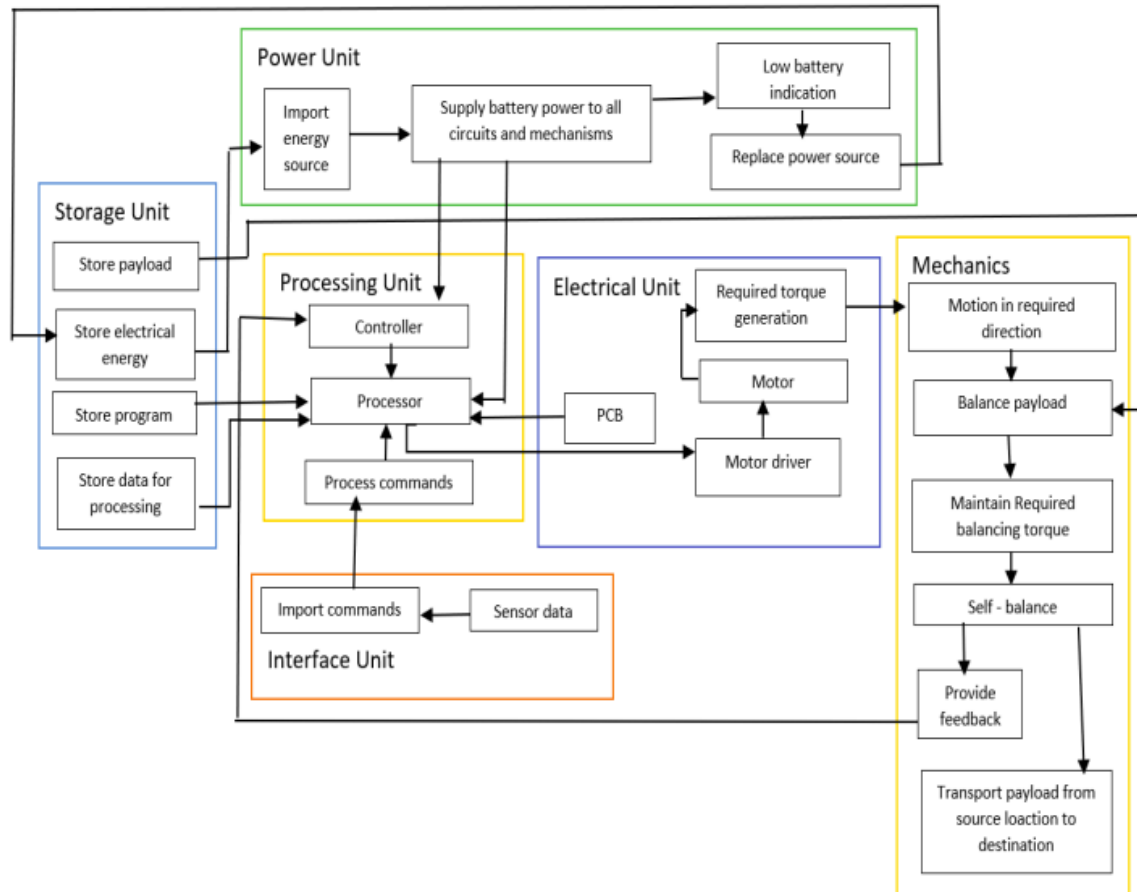 Power Unit
Import
energy
source
Supply battery power to all
circuits and mechanisms
Low battery
indication
Replace power source
Storage Unit
Store payload
Store electrical
energy
Store program
Store data for
processing
Processing Unit
Controller
Processor
Process commands
Electrical Unit
Required torque
generation
Motor
PCB
Motor driver
Mechanics
Motion in required
direction
Balance payload
Maintain Required
balancing torque
Self - balance
Provide
feedback
Transport payload from
source loaction to
destination
Import commands
Sensor data
Interface Unit